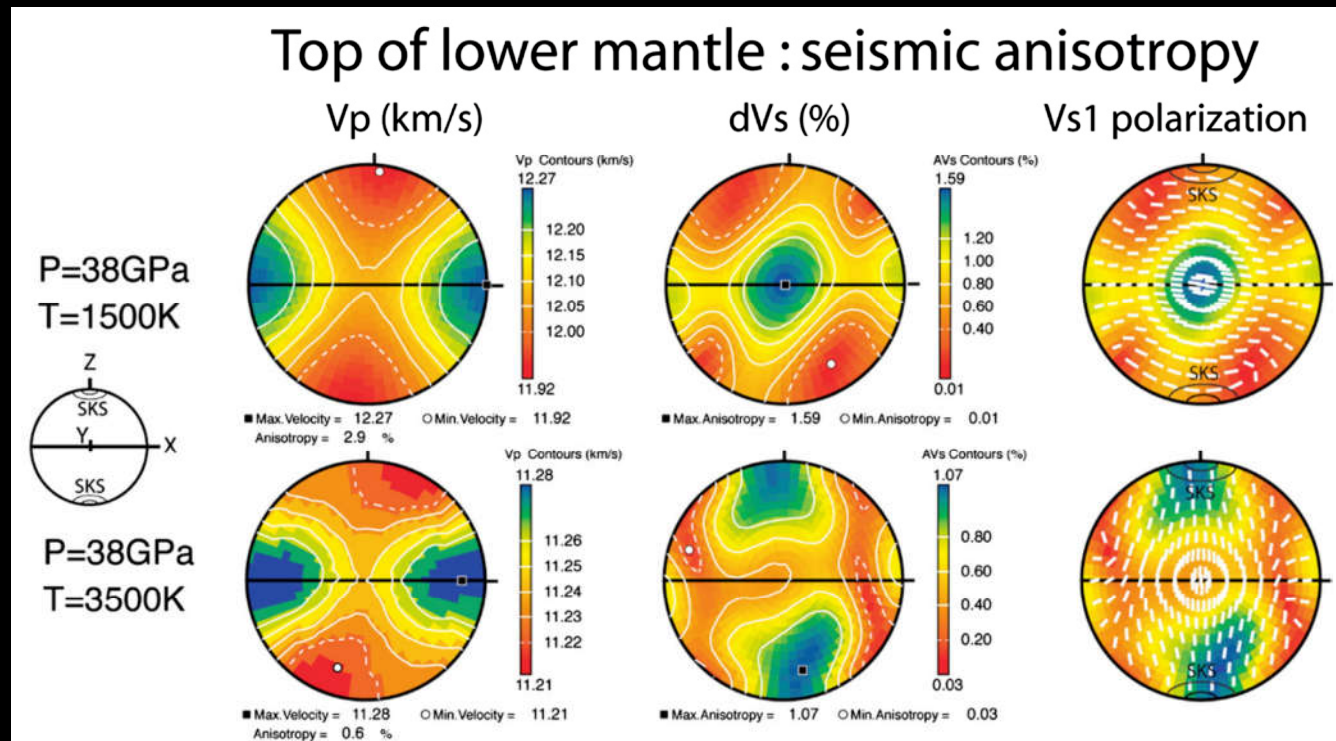 Top of lower mantle : seismic anisotropy
Vp (km/s)
dVs (%)
Vs1 polarization
P=38GPa
T=1500K
Vp Contours (km/s)
12.27
12.20
12.15
12.10
12.05
12.00
11.92
Max.Velocity = 12.27 Min.Velocity = 11.92
Anisotropy = 2.9 %
AVs Contours (%)
1.59
1.20
1.00
0.80
0.60
0.40
0.01
Max.Anisotropy = 1.59 Min.Anisotropy = 0.01
SKS
SKS
Z
SKS
Y
X
SKS
P=38GPa
T=3500K
Vp Contours (km/s)
11.28
11.26
11.25
11.24
11.23
11.22
11.21
Max.Velocity = 11.28 Min.Velocity = 11.21
Anisotropy = 0.6 %
AVs Contours (%)
1.07
0.80
0.60
0.40
0.20
0.03
Max.Anisotropy = 1.07 Min.Anisotropy = 0.03
SKS
SKS